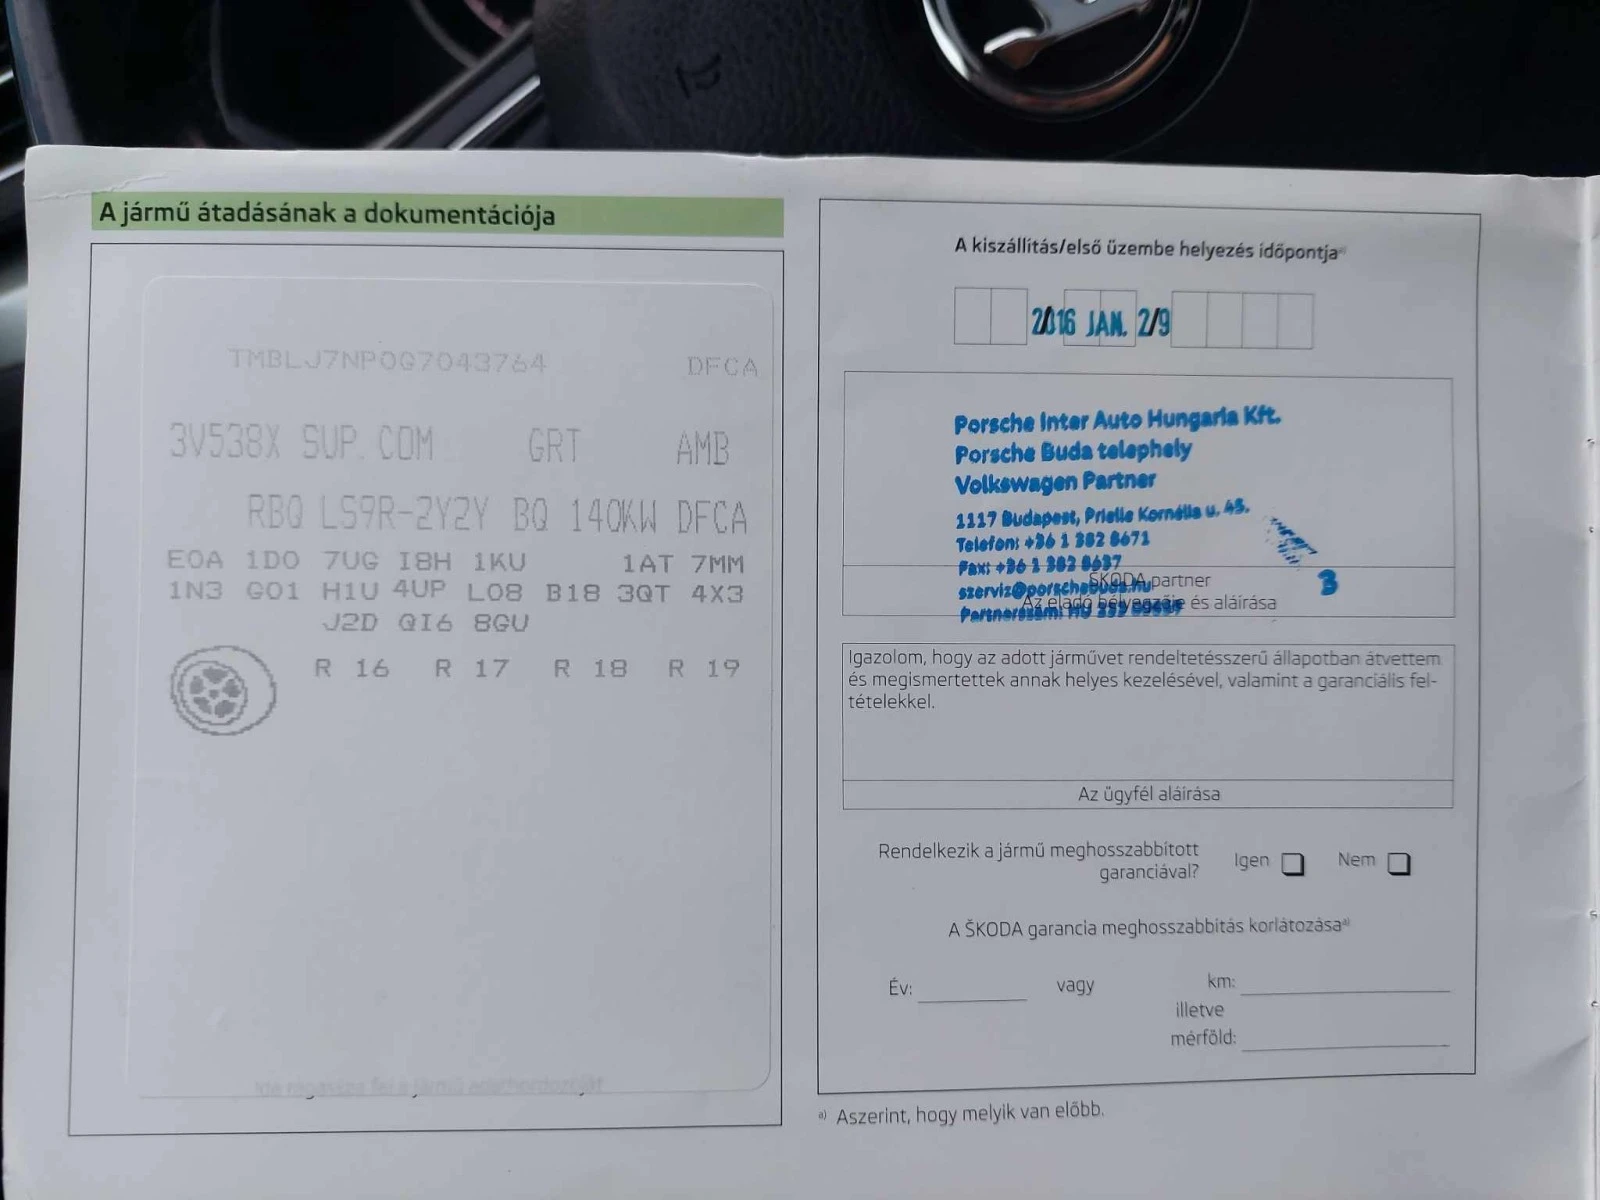 A jármű átadásának a dokumentációja
TMBLJ7NP0G7043764 DFCA
3V538X SUP. COM GRT AMB
RBQ LS9R-2Y2Y BQ 140KW DFCA
E0A 1D0 7UG I8H 1KU 1AT 7MM
1N3 G01 H1U 4UP L08 B18 3QT 4X3
J2D QI6 8GU
R 16 R 17 R 18 R 19
A kiszállítás/első üzembe helyezés időpontja a)
2016 JAN. 29
Porsche Inter Auto Hungaria Kft.
Porsche Buda telephely
Volkswagen Partner
1117 Budapest, Prielle Kornélia u. 45.
Telefon: +36 1 382 8671
Fax: +36 1 382 8637
3
szerviz@porschebuda.hu
ŠKODA partner
Az eladó bélyegzője és aláírása
Igazolom, hogy az adott járművet rendeltetésszerű állapotban átvettem
és megismertettek annak helyes kezelésével, valamint a garanciális fel-
tételekkel.
Az ügyfél aláírása
Rendelkezik a jármű meghosszabbított
garanciával?
Igen Nem
A ŠKODA garancia meghosszabbítás korlátozása a)
Év: vagy km:
illetve
mérföld:
a) Aszerint, hogy melyik van előbb.